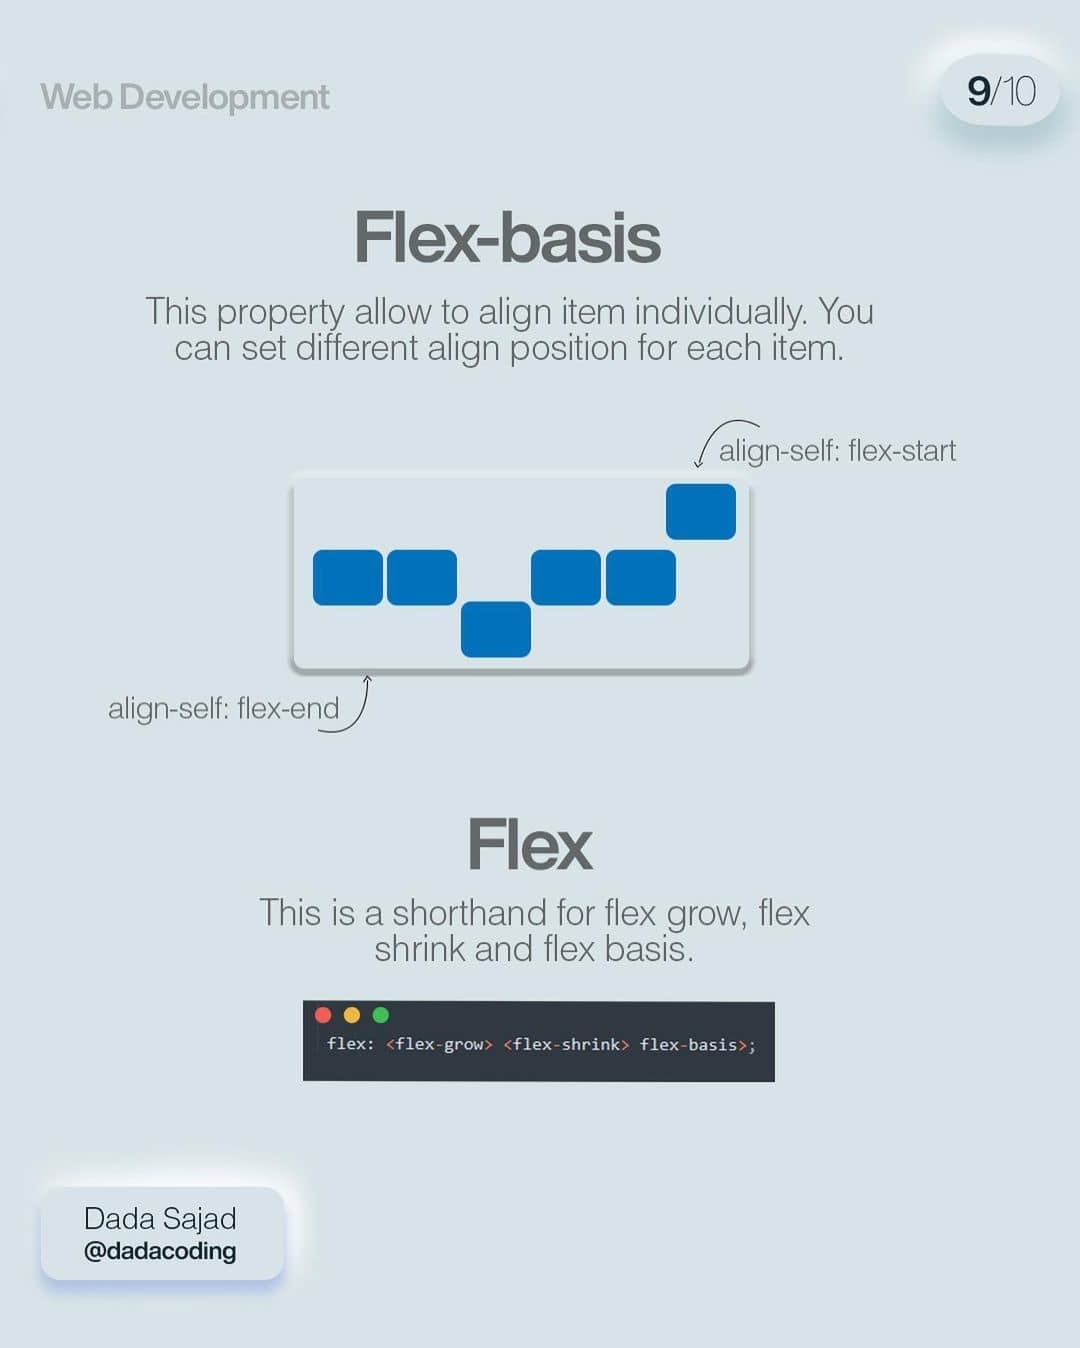 Web Development
9/10
Flex-basis
This property allow to align item individually. You
can set different align position for each item.
align-self: flex-start
align-self: flex-end
Flex
This is a shorthand for flex grow, flex
shrink and flex basis.
flex: <flex-grow> <flex-shrink> flex-basis>;
Dada Sajad
@dadacoding